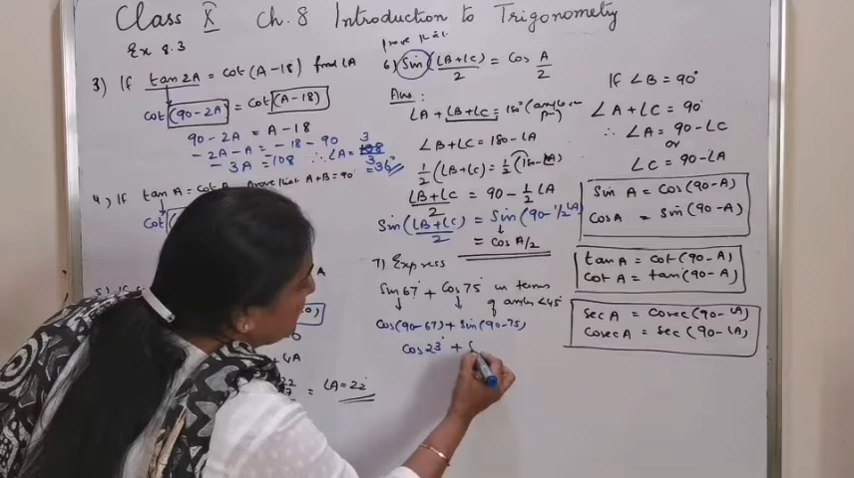 Class X Ch. 8 Introduction to Trigonometry
Ex 8.3
3) If tan 2A = cot (A-18) find ∠A
cot (90-2A) = cot (A-18)
90-2A = A-18
-2A-A = -18-90
-3A = 108 ∴ ∠A = 108/3
= 36°
4) If tan A = cot B Prove that A+B = 90°
Cot
5) If
∠A = 22°
prove that
6) Sin (∠B+∠C)/2 = Cos A/2
Ans:
∠A + ∠B+∠C = 180°
∠B+∠C = 180-∠A
1/2 (∠B+∠C) = 1/2 (180-∠A)
∠B+∠C/2 = 90 - 1/2 ∠A
Sin (∠B+∠C)/2 = Sin (90-1/2 ∠A)
= Cos A/2
7) Express
Sin 67° + Cos 75° in terms
of angles <45°
Cos (90-67) + Sin (90-75)
Cos 23° +
If ∠B = 90°
∠A + ∠C = 90°
∴ ∠A = 90-∠C
or
∠C = 90-∠A
Sin A = Cos (90-A)
Cos A = Sin (90-A)
tan A = Cot (90-A)
Cot A = tan (90-A)
Sec A = Cosec (90-∠A)
Cosec A = Sec (90-∠A)